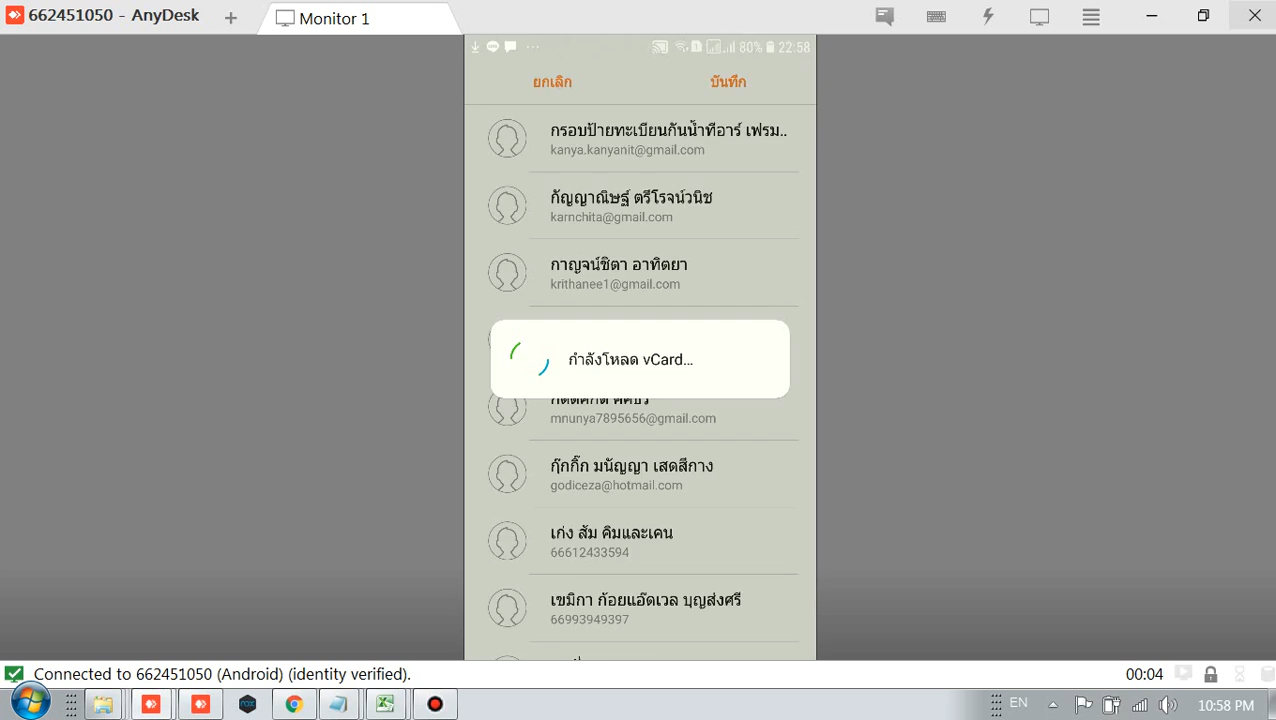 662451050 - AnyDesk
Monitor 1
80% 22:58
ยกเลิก
บันทึก
กรอบป้ายทะเบียนกันน้ำทีอาร์ เฟรม..
kanya.kanyanit@gmail.com
กัญญาณิษฐ์ ตรีโรจน์วนิช
karnchita@gmail.com
กาญจน์ชิตา อาทิตยา
krithanee1@gmail.com
กำลังโหลด vCard...
mnunya7895656@gmail.com
กุ๊กกิ๊ก มนัญญา เสดสีกาง
godiceza@hotmail.com
เก่ง ส้ม คิมและเคน
66612433594
เขมิกา ก้อยแอ๊ดเวล บุญส่งศรี
66993949397
Connected to 662451050 (Android) (identity verified).
00:04
EN
10:58 PM